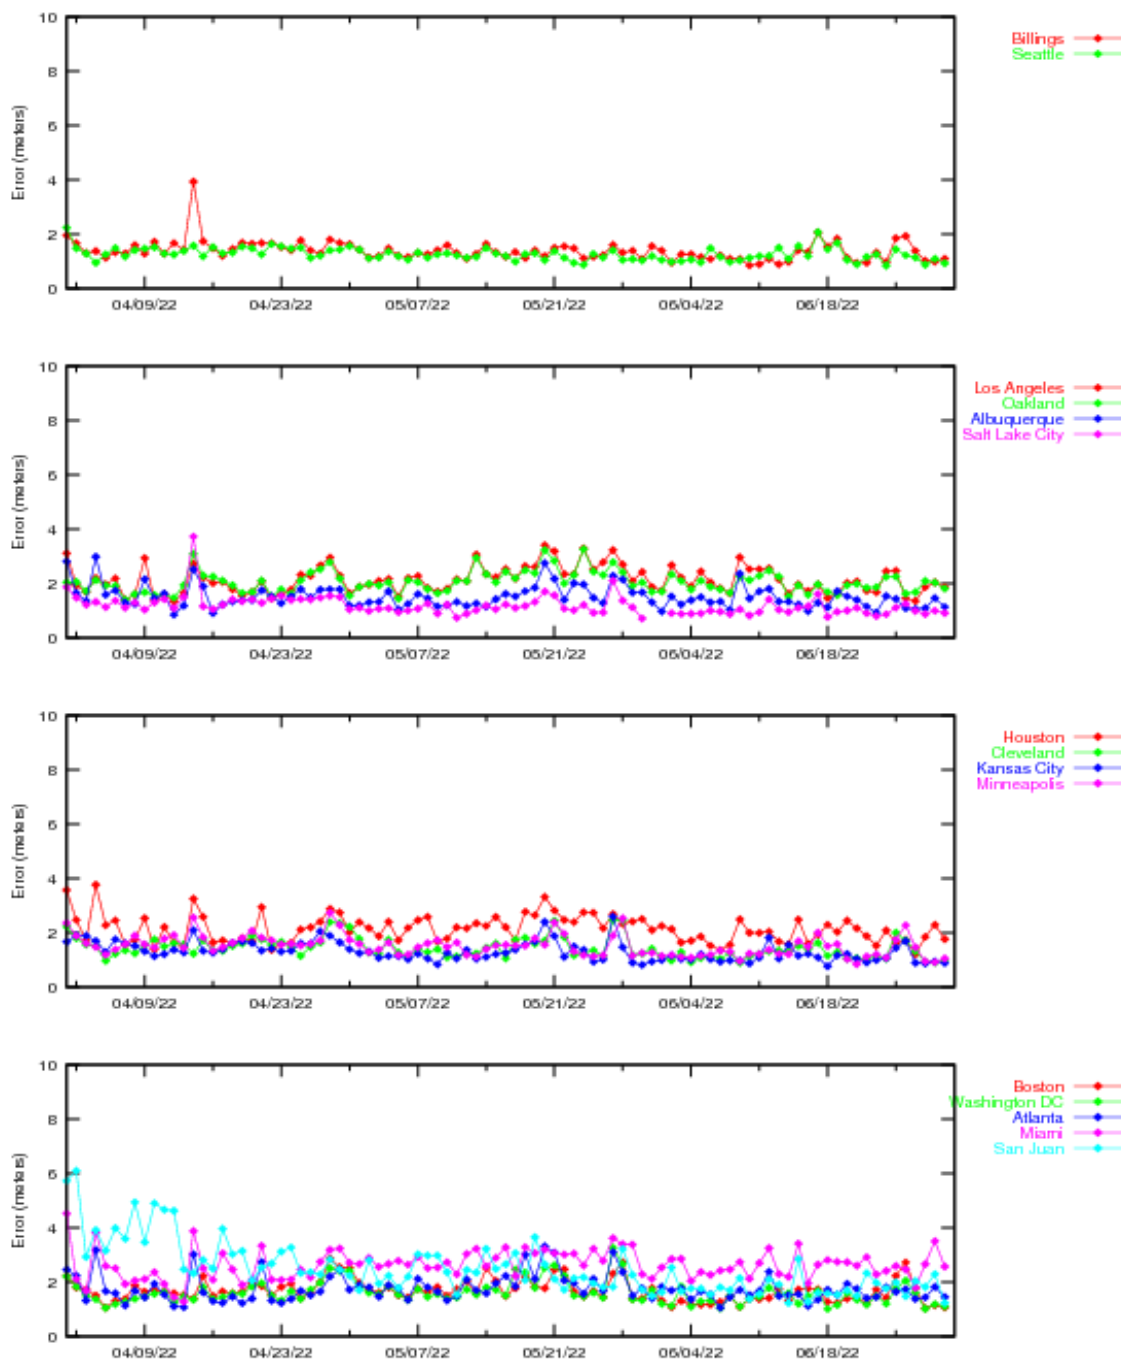 10
Billings
Seattle
8
6
Error (meters)
4
2
0
04/09/22 04/23/22 05/07/22 05/21/22 06/04/22 06/18/22
10
Los Angeles
Oakland
8
Albuquerque
Salt Lake City
6
Error (meters)
4
2
0
04/09/22 04/23/22 05/07/22 05/21/22 06/04/22 06/18/22
10
Houston
Cleveland
8
Kansas City
Minneapolis
6
Error (meters)
4
2
0
04/09/22 04/23/22 05/07/22 05/21/22 06/04/22 06/18/22
10
Boston
Washington DC
8
Atlanta
Miami
San Juan
6
Error (meters)
4
2
0
04/09/22 04/23/22 05/07/22 05/21/22 06/04/22 06/18/22